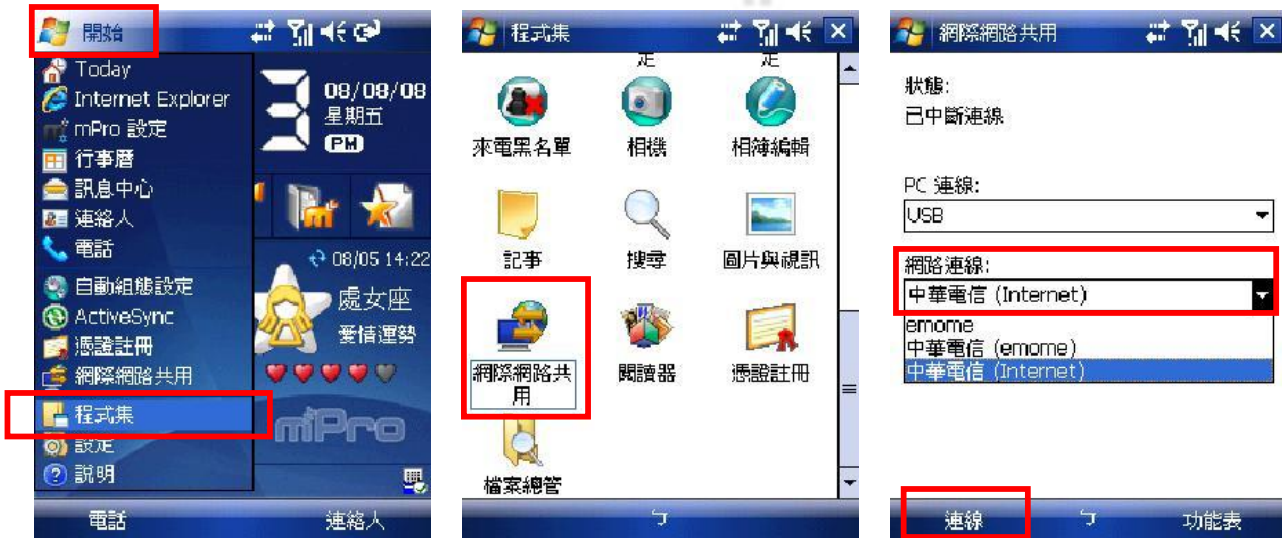 開始
Today
Internet Explorer
mPro 設定
行事曆
訊息中心
連絡人
電話
自動組態設定
ActiveSync
憑證註冊
網際網路共用
程式集
設定
說明
3
08/08/08
星期五
PM
08/05 14:22
處女座
愛情運勢
miPro
電話
連絡人
程式集
定
定
來電黑名單
相機
相簿編輯
記事
搜尋
圖片與視訊
網際網路共
用
閱讀器
憑證註冊
檔案總管
ㄅ
網際網路共用
狀態:
已中斷連線
PC 連線:
USB
網路連線:
中華電信 (Internet)
emome
中華電信 (emome)
中華電信 (Internet)
連線
ㄅ
功能表